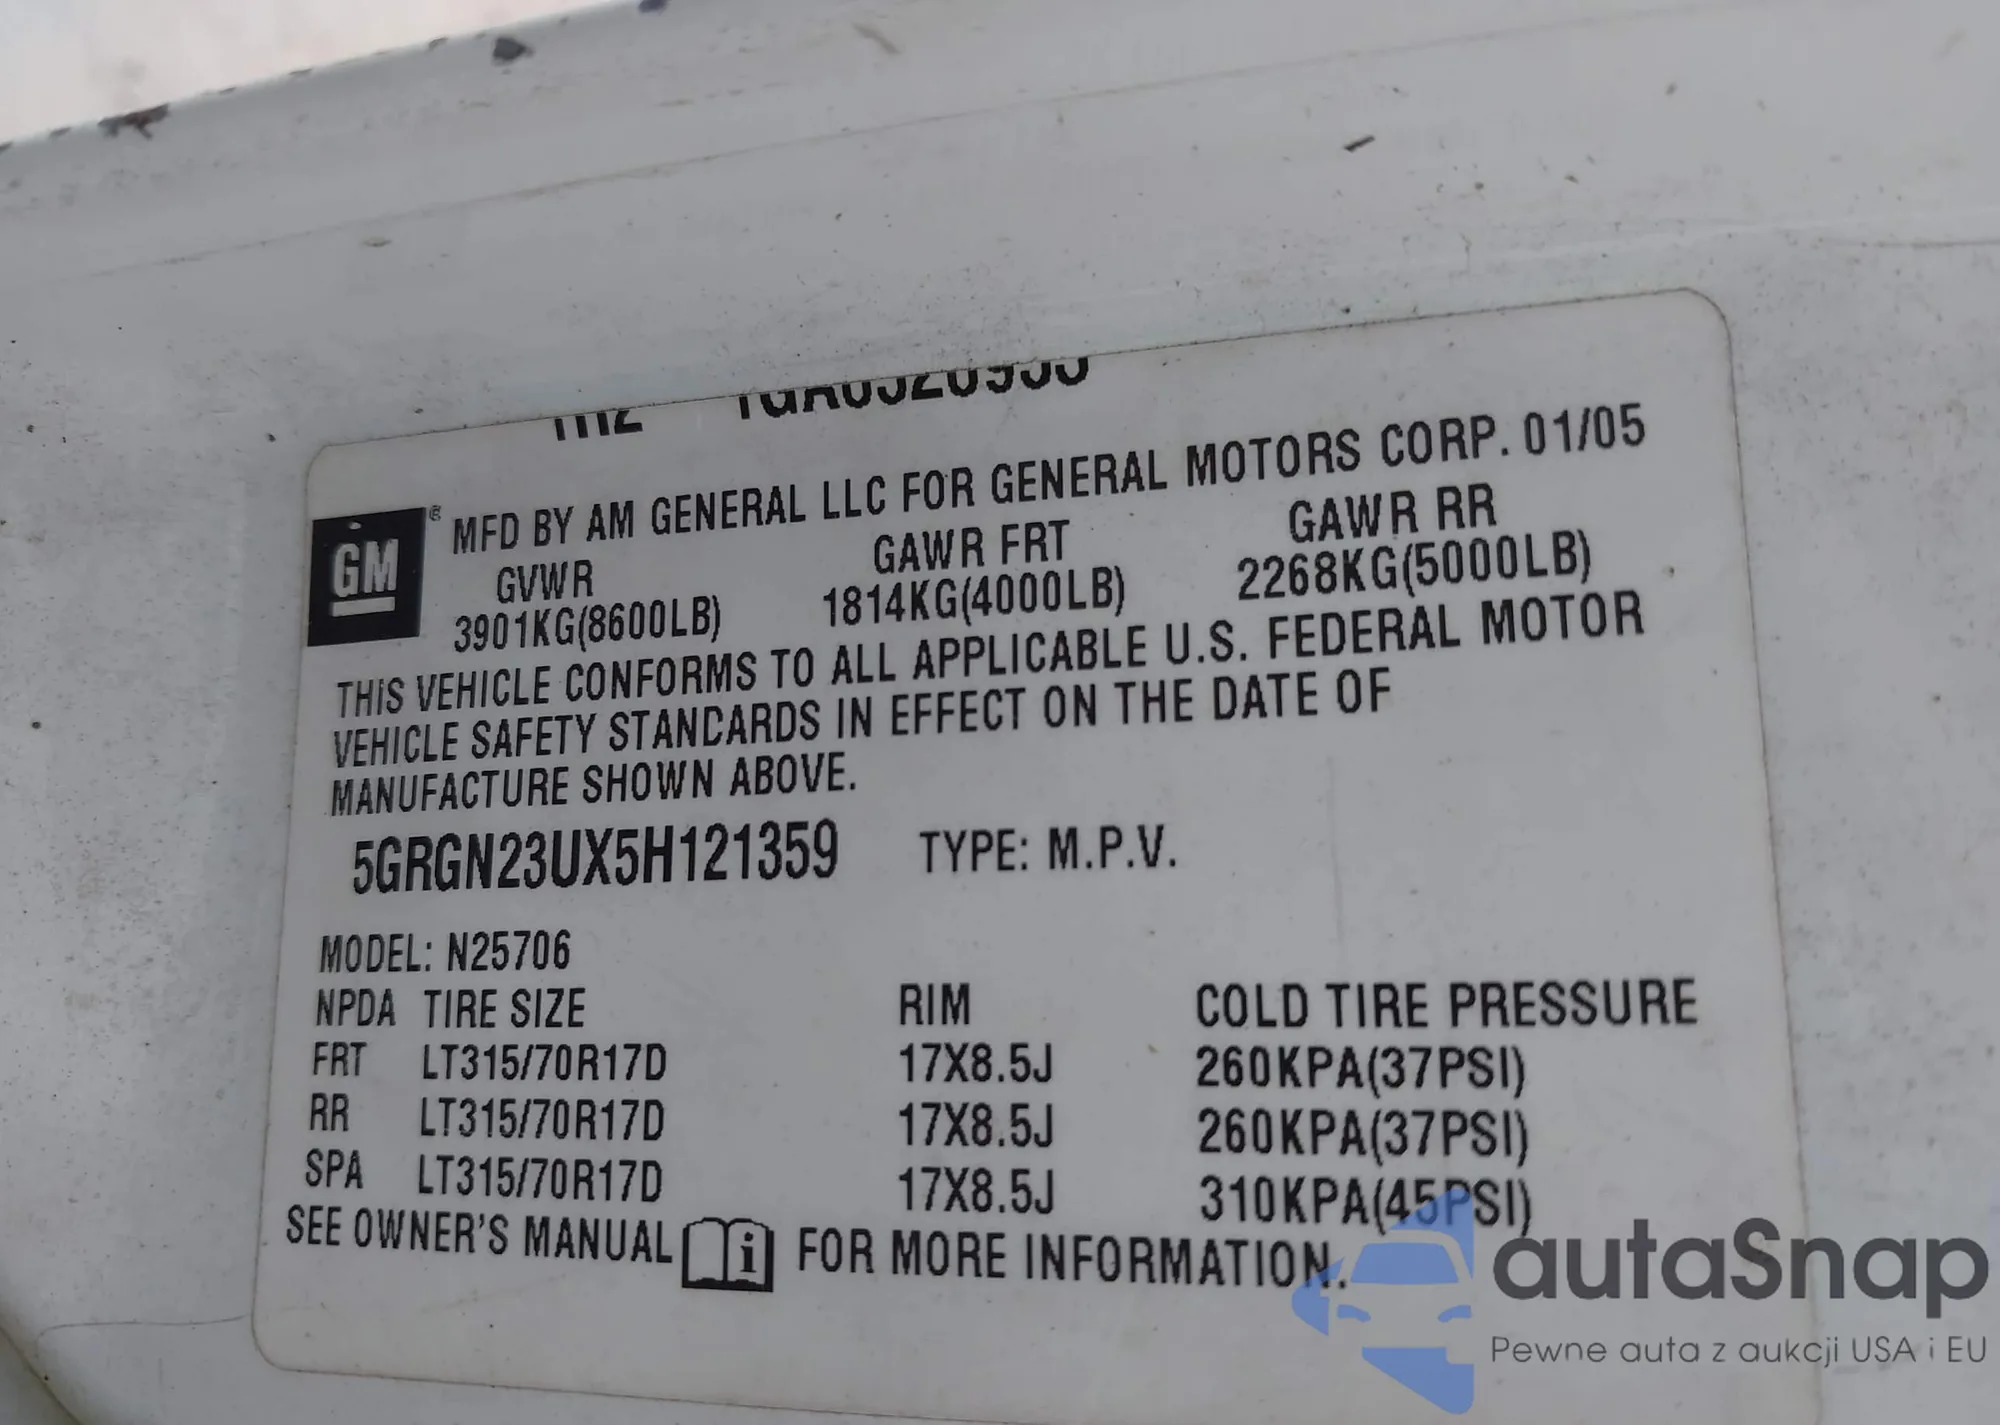 MFD BY AM GENERAL LLC FOR GENERAL MOTORS CORP. 01/05
GM®
GVWR GAWR FRT GAWR RR
3901KG(8600LB) 1814KG(4000LB) 2268KG(5000LB)
THIS VEHICLE CONFORMS TO ALL APPLICABLE U.S. FEDERAL MOTOR
VEHICLE SAFETY STANDARDS IN EFFECT ON THE DATE OF
MANUFACTURE SHOWN ABOVE.
5GRGN23UX5H121359 TYPE: M.P.V.
MODEL: N25706
NPDA TIRE SIZE RIM COLD TIRE PRESSURE
FRT LT315/70R17D 17X8.5J 260KPA(37PSI)
RR LT315/70R17D 17X8.5J 260KPA(37PSI)
SPA LT315/70R17D 17X8.5J 310KPA(45PSI)
SEE OWNER'S MANUAL i FOR MORE INFORMATION.
autaSnap
Pewne auta z aukcji USA i EU